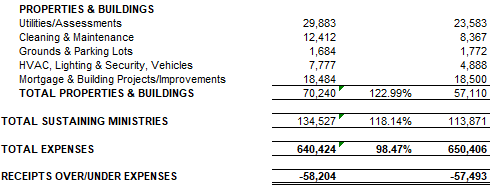 PROPERTIES & BUILDINGS
Utilities/Assessments 29,883 23,583
Cleaning & Maintenance 12,412 8,367
Grounds & Parking Lots 1,684 1,772
HVAC, Lighting & Security, Vehicles 7,777 4,888
Mortgage & Building Projects/Improvements 18,484 18,500
TOTAL PROPERTIES & BUILDINGS 70,240 122.99% 57,110
TOTAL SUSTAINING MINISTRIES 134,527 118.14% 113,871
TOTAL EXPENSES 640,424 98.47% 650,406
RECEIPTS OVER/UNDER EXPENSES -58,204 -57,493